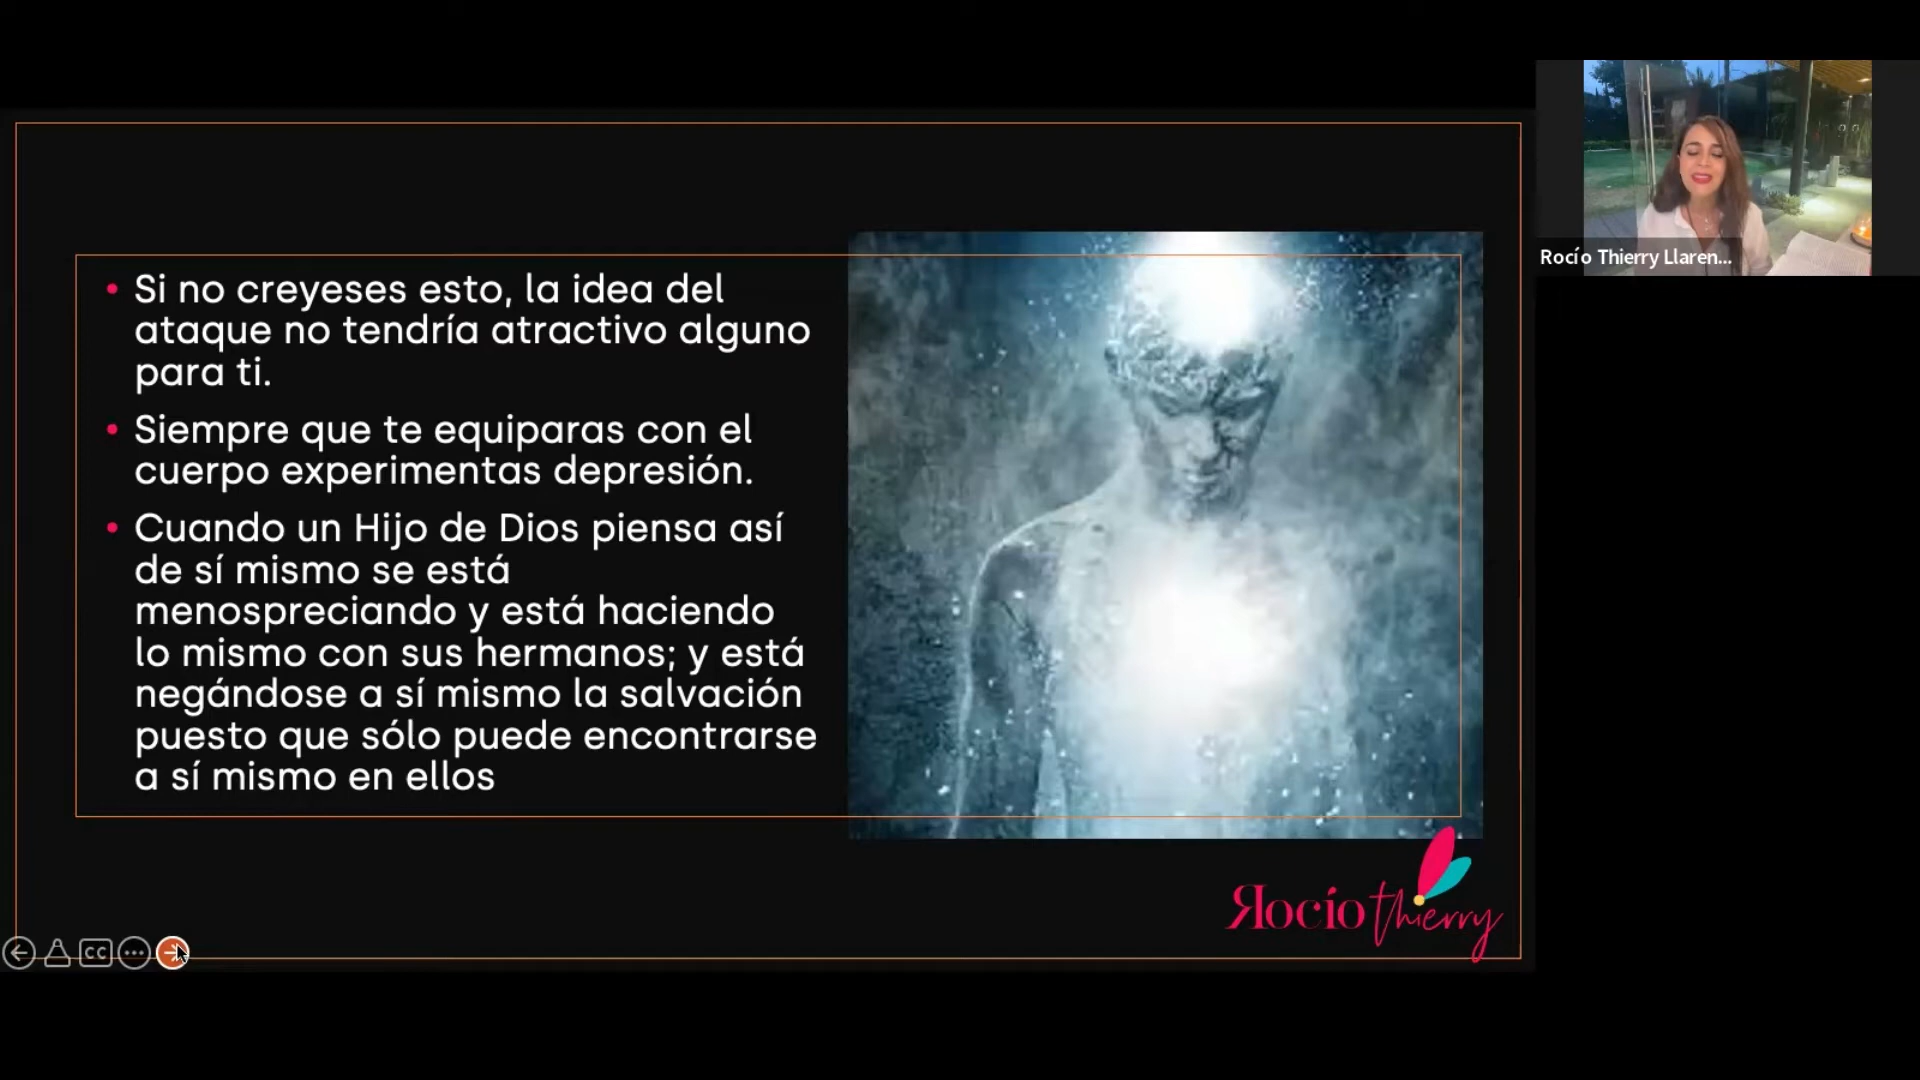 Rocío Thierry Llaren...
• Si no creyeses esto, la idea del
ataque no tendría atractivo alguno
para ti.
• Siempre que te equiparas con el
cuerpo experimentas depresión.
• Cuando un Hijo de Dios piensa así
de sí mismo se está
menospreciando y está haciendo
lo mismo con sus hermanos; y está
negándose a sí mismo la salvación
puesto que sólo puede encontrarse
a sí mismo en ellos
Rocío Thierry
CC